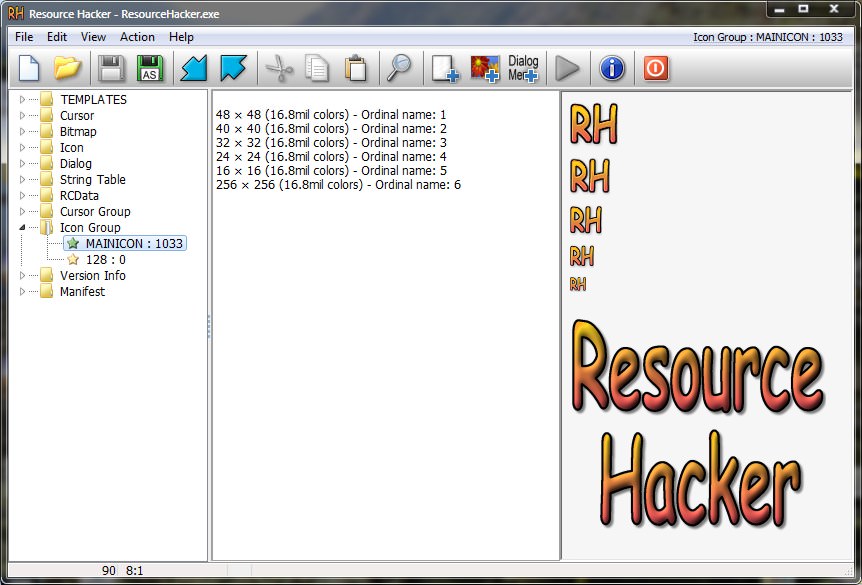 RH Resource Hacker - ResourceHacker.exe
File Edit View Action Help Icon Group : MAINICON : 1033
AS Dialog
Men
TEMPLATES
Cursor
Bitmap
Icon
Dialog
String Table
RCData
Cursor Group
Icon Group
MAINICON : 1033
128 : 0
Version Info
Manifest
48 × 48 (16.8mil colors) - Ordinal name: 1
40 × 40 (16.8mil colors) - Ordinal name: 2
32 × 32 (16.8mil colors) - Ordinal name: 3
24 × 24 (16.8mil colors) - Ordinal name: 4
16 × 16 (16.8mil colors) - Ordinal name: 5
256 × 256 (16.8mil colors) - Ordinal name: 6
RH
RH
RH
RH
RH
Resource
Hacker
90 8:1